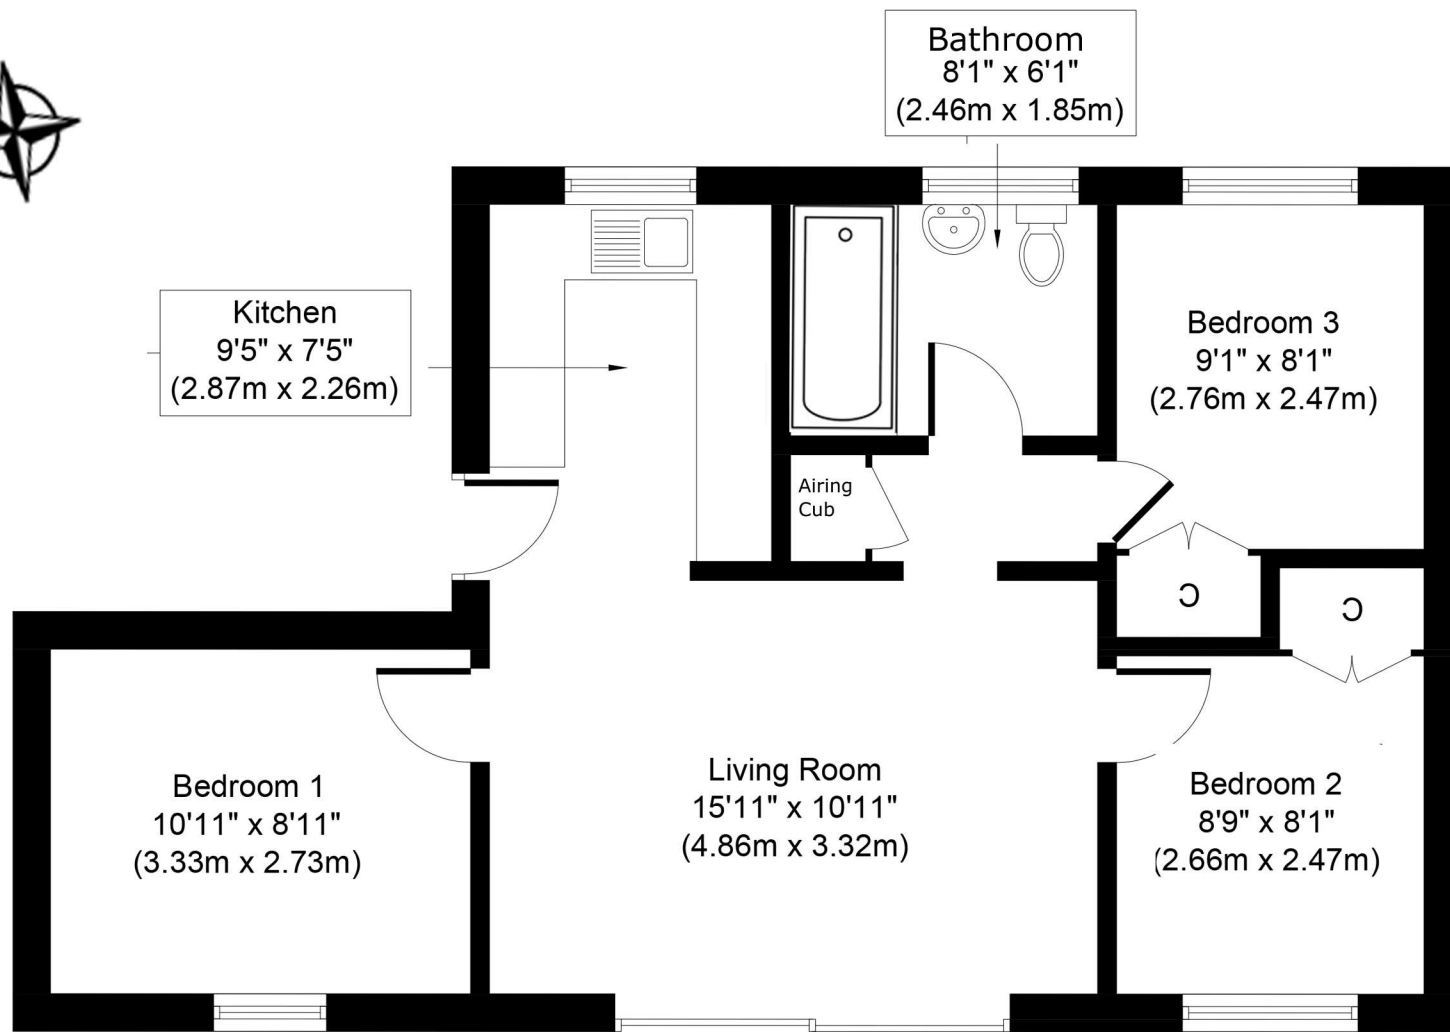 Bathroom
8'1" x 6'1"
(2.46m x 1.85m)
Kitchen
9'5" x 7'5"
(2.87m x 2.26m)
Bedroom 3
9'1" x 8'1"
(2.76m x 2.47m)
Airing
Cub
C
C
Bedroom 1
10'11" x 8'11"
(3.33m x 2.73m)
Living Room
15'11" x 10'11"
(4.86m x 3.32m)
Bedroom 2
8'9" x 8'1"
(2.66m x 2.47m)